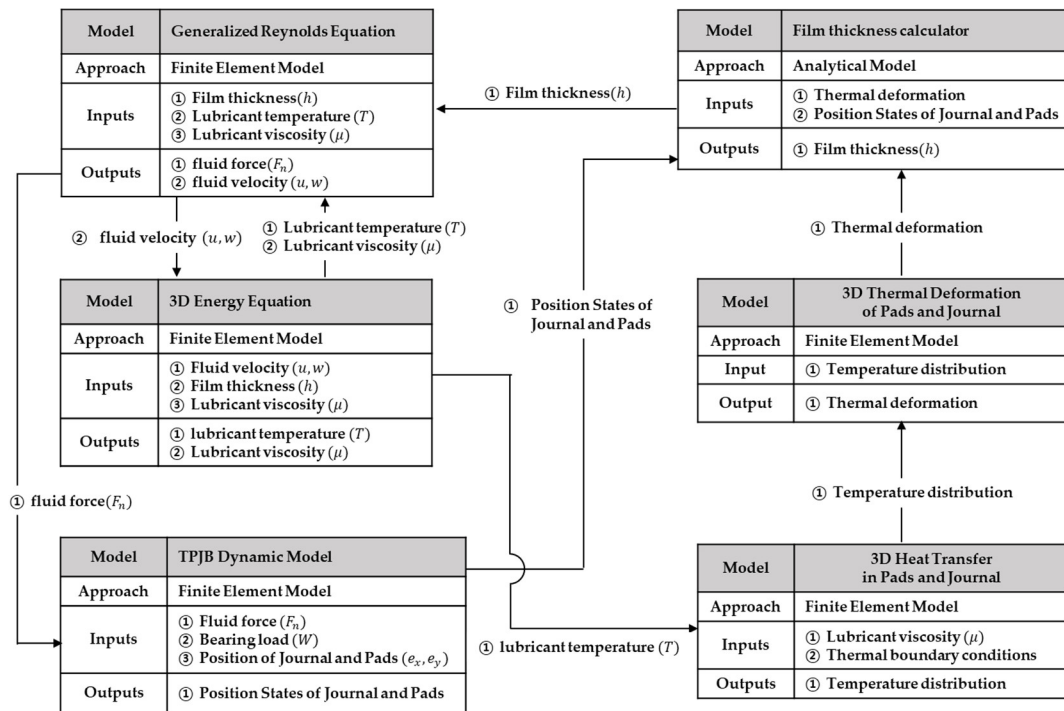 Model Generalized Reynolds Equation
Approach Finite Element Model
Inputs
① Film thickness(h)
② Lubricant temperature (T)
③ Lubricant viscosity(μ)
Outputs
① fluid force(Fₙ)
② fluid velocity (u, w)
① Film thickness(h)
Model Film thickness calculator
Approach Analytical Model
Inputs
① Thermal deformation
② Position States of Journal and Pads
Outputs ① Film thickness(h)
② fluid velocity (u, w)
① Lubricant temperature (T)
② Lubricant viscosity (μ)
① Thermal deformation
Model 3D Energy Equation
Approach Finite Element Model
Inputs
① Fluid velocity (u, w)
② Film thickness (h)
③ Lubricant viscosity(μ)
Outputs
① lubricant temperature (T)
② Lubricant viscosity (μ)
① Position States of
Journal and Pads
Model
3D Thermal Deformation
of Pads and Journal
Approach Finite Element Model
Input ① Temperature distribution
Output ① Thermal deformation
① fluid force(Fₙ)
① Temperature distribution
Model TPJB Dynamic Model
Approach Finite Element Model
Inputs
① Fluid force (Fₙ)
② Bearing load (W)
③ Position of Journal and Pads (eₓ, e_y)
Outputs ① Position States of Journal and Pads
① lubricant temperature (T)
Model
3D Heat Transfer
in Pads and Journal
Approach Finite Element Model
Inputs
① Lubricant viscosity (μ)
② Thermal boundary conditions
Outputs ① Temperature distribution